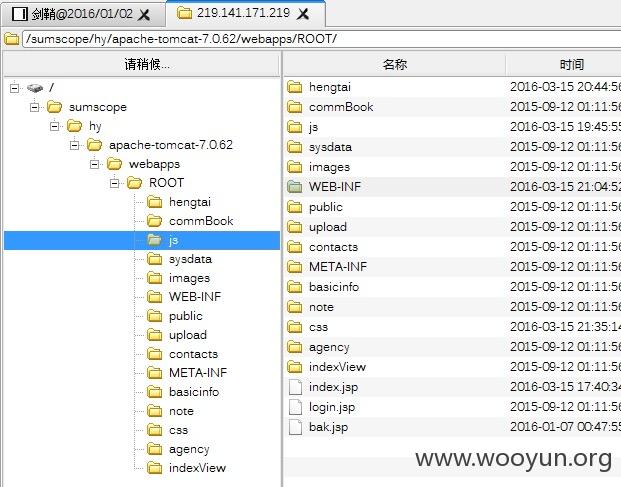 剑鞘@2016/01/02
219.141.171.219
/sumscope/hy/apache-tomcat-7.0.62/webapps/ROOT/
请稍候...
/
sumscope
hy
apache-tomcat-7.0.62
webapps
ROOT
hengtai
commBook
js
sysdata
images
WEB-INF
public
upload
contacts
META-INF
basicinfo
note
css
agency
indexView
名称 时间
hengtai 2016-03-15 20:44:56
commBook 2015-09-12 01:11:56
js 2016-03-15 19:45:55
sysdata 2015-09-12 01:11:56
images 2015-09-12 01:11:56
WEB-INF 2016-03-15 21:04:52
public 2015-09-12 01:11:56
upload 2015-09-12 01:11:56
contacts 2015-09-12 01:11:56
META-INF 2015-09-12 01:11:56
basicinfo 2015-09-12 01:11:56
note 2015-09-12 01:11:56
css 2016-03-15 21:35:14
agency 2015-09-12 01:11:56
indexView 2015-09-12 01:11:56
index.jsp 2016-03-15 17:40:34
login.jsp 2015-09-12 01:11:56
bak.jsp 2016-01-07 00:47:55
www.wooyun.org